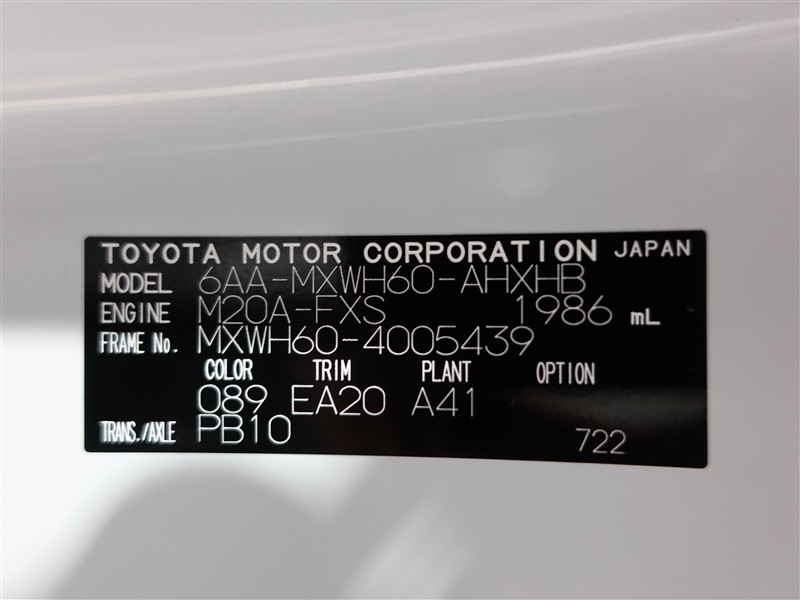 TOYOTA MOTOR CORPORATION JAPAN
MODEL 6AA-MXWH60-AHXHB
ENGINE M20A-FXS 1986 mL
FRAME No. MXWH60-4005439
COLOR TRIM PLANT OPTION
089 EA20 A41
TRANS./AXLE PB10
722